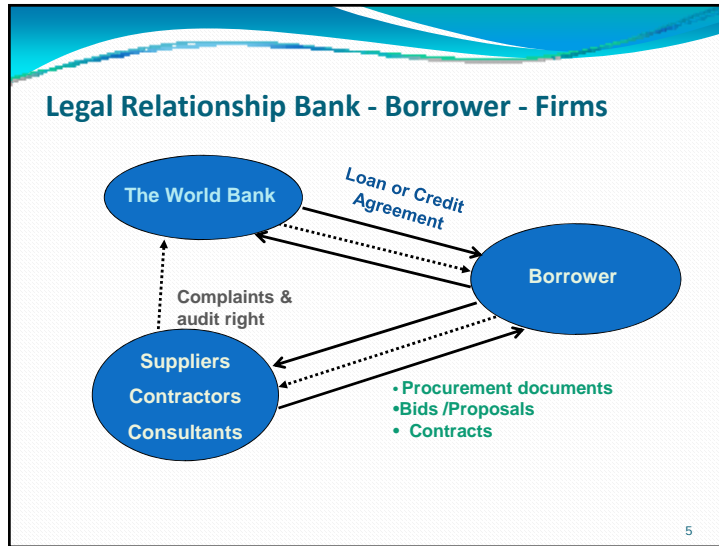 Legal Relationship Bank - Borrower - Firms
The World Bank
Loan or Credit
Agreement
Borrower
Complaints &
audit right
Suppliers
Contractors
Consultants
• Procurement documents
•Bids /Proposals
• Contracts
5